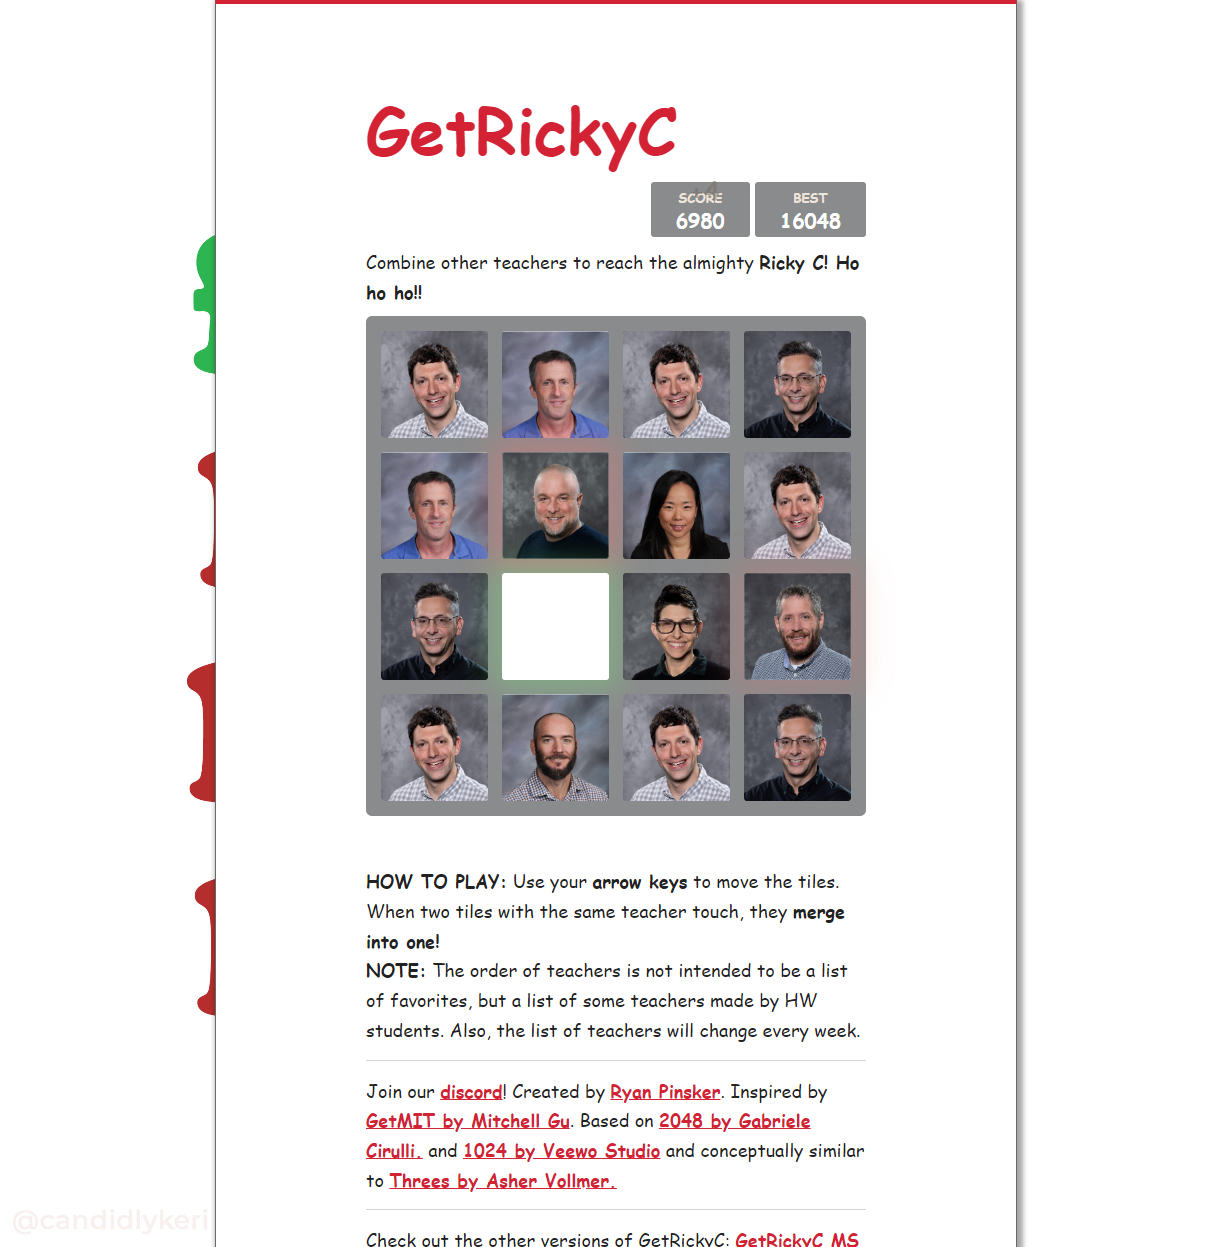 GetRickyC
+4
SCORE
6980
BEST
16048
Combine other teachers to reach the almighty Ricky C! Ho
ho ho!!
HOW TO PLAY: Use your arrow keys to move the tiles.
When two tiles with the same teacher touch, they merge
into one!
NOTE: The order of teachers is not intended to be a list
of favorites, but a list of some teachers made by HW
students. Also, the list of teachers will change every week.
Join our discord! Created by Ryan Pinsker. Inspired by
GetMIT by Mitchell Gu. Based on 2048 by Gabriele
Cirulli. and 1024 by Veewo Studio and conceptually similar
to Threes by Asher Vollmer.
Check out the other versions of GetRickyC: GetRickyC MS
@candidlykeri